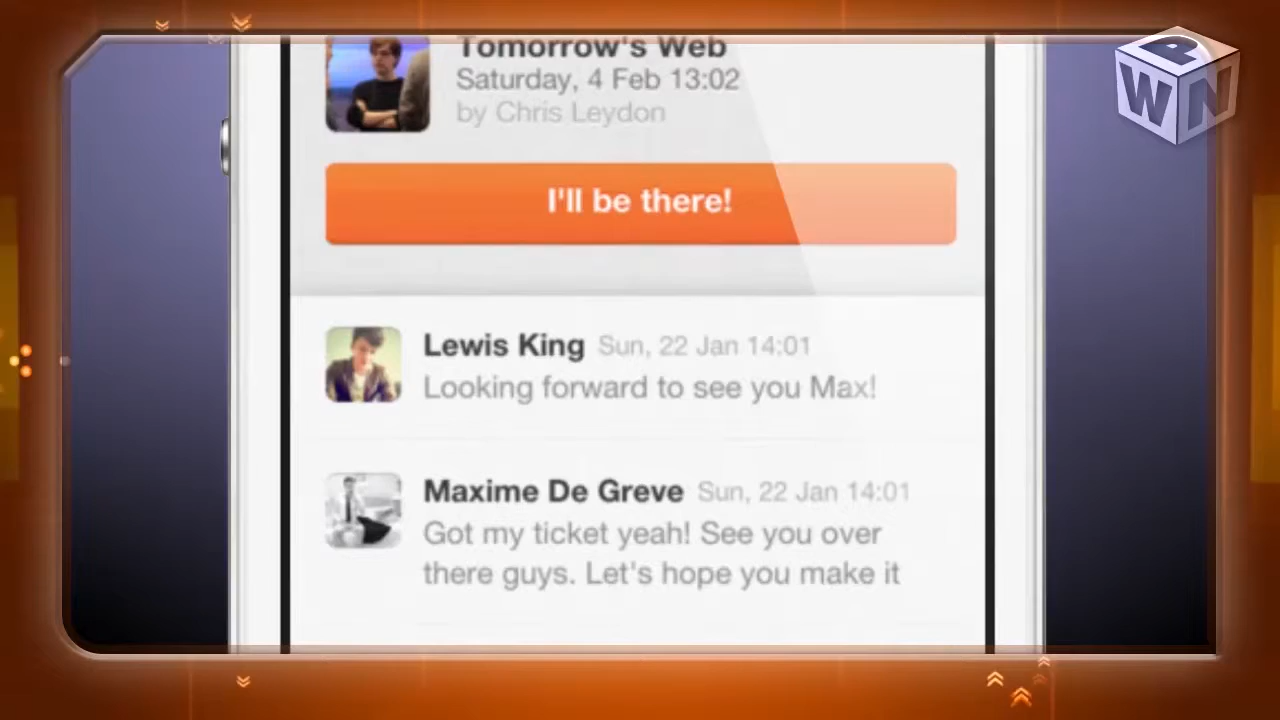 Tomorrow's Web
Saturday, 4 Feb 13:02
by Chris Leydon
I'll be there!
Lewis King Sun, 22 Jan 14:01
Looking forward to see you Max!
Maxime De Greve Sun, 22 Jan 14:01
Got my ticket yeah! See you over
there guys. Let's hope you make it
P
W N